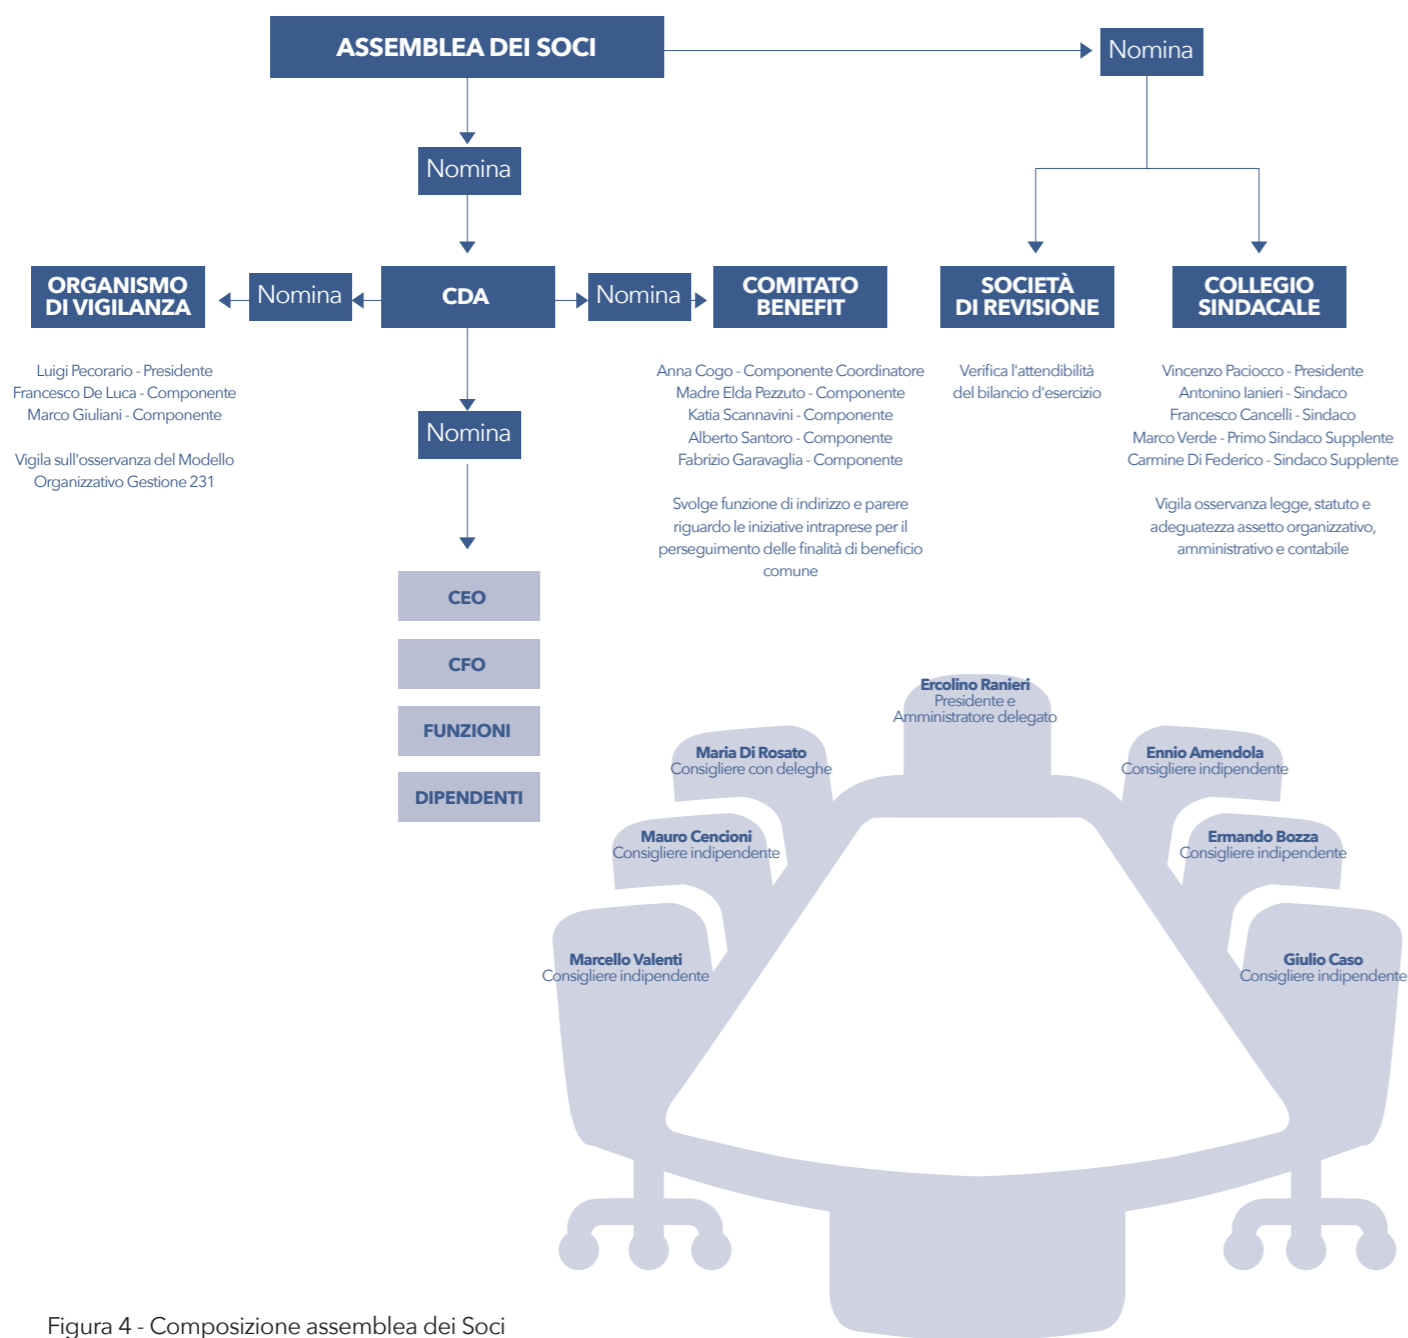 ASSEMBLEA DEI SOCI
Nomina
Nomina
ORGANISMO
DI VIGILANZA
Nomina
CDA
Nomina
COMITATO
BENEFIT
SOCIETÀ
DI REVISIONE
COLLEGIO
SINDACALE
Luigi Pecorario - Presidente
Francesco De Luca - Componente
Marco Giuliani - Componente
Vigila sull'osservanza del Modello
Organizzativo Gestione 231
Nomina
CEO
CFO
FUNZIONI
DIPENDENTI
Anna Cogo - Componente Coordinatore
Madre Elda Pezzuto - Componente
Katia Scannavini - Componente
Alberto Santoro - Componente
Fabrizio Garavaglia - Componente
Svolge funzione di indirizzo e parere
riguardo le iniziative intraprese per il
perseguimento delle finalità di beneficio
comune
Verifica l'attendibilità
del bilancio d'esercizio
Vincenzo Paciocco - Presidente
Antonino Ianieri - Sindaco
Francesco Cancelli - Sindaco
Marco Verde - Primo Sindaco Supplente
Carmine Di Federico - Sindaco Supplente
Vigila osservanza legge, statuto e
adeguatezza assetto organizzativo,
amministrativo e contabile
Ercolino Ranieri
Presidente e
Amministratore delegato
Maria Di Rosato
Consigliere con deleghe
Ennio Amendola
Consigliere indipendente
Mauro Cencioni
Consigliere indipendente
Ermando Bozza
Consigliere indipendente
Marcello Valenti
Consigliere indipendente
Giulio Caso
Consigliere indipendente
Figura 4 - Composizione assemblea dei Soci